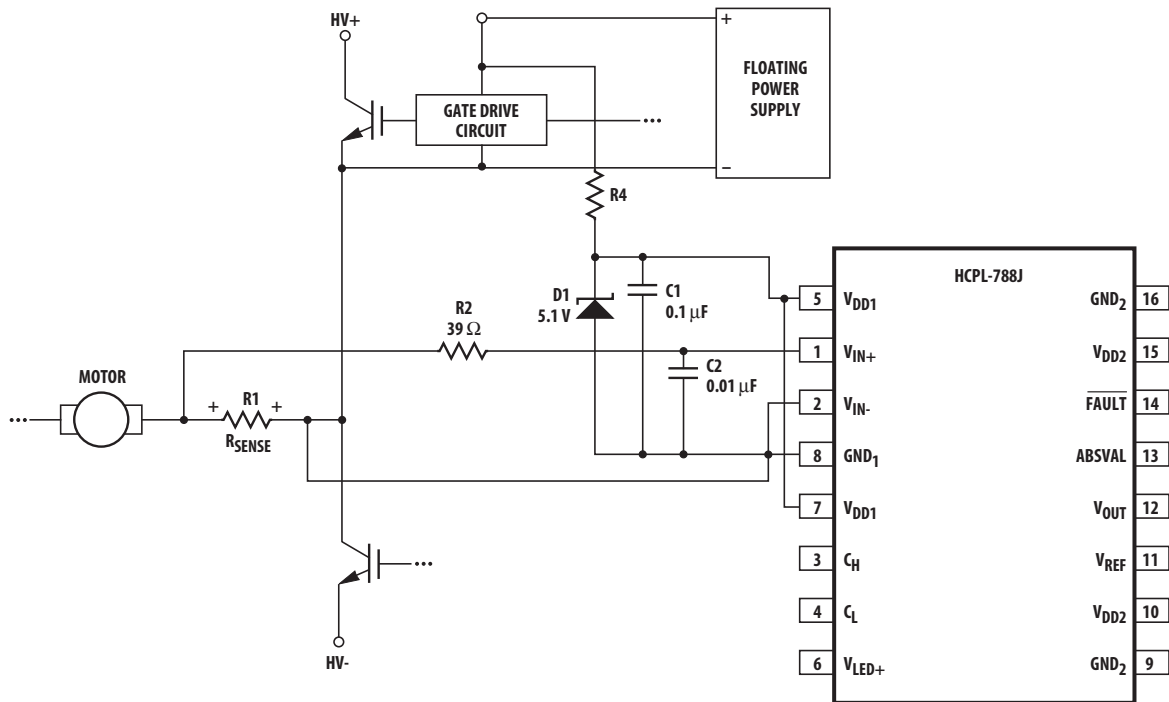 HV+
+
FLOATING
POWER
SUPPLY
GATE DRIVE
CIRCUIT
•••
−
R4
HCPL-788J
5 VDD1
GND2 16
D1
5.1 V
C1
0.1 µF
R2
39 Ω
1 VIN+
VDD2 15
C2
0.01 µF
MOTOR
2 VIN-
FAULT 14
•••
+ R1 +
RSENSE
8 GND1
ABSVAL 13
7 VDD1
VOUT 12
•••
3 CH
VREF 11
4 CL
VDD2 10
HV-
6 VLED+
GND2 9